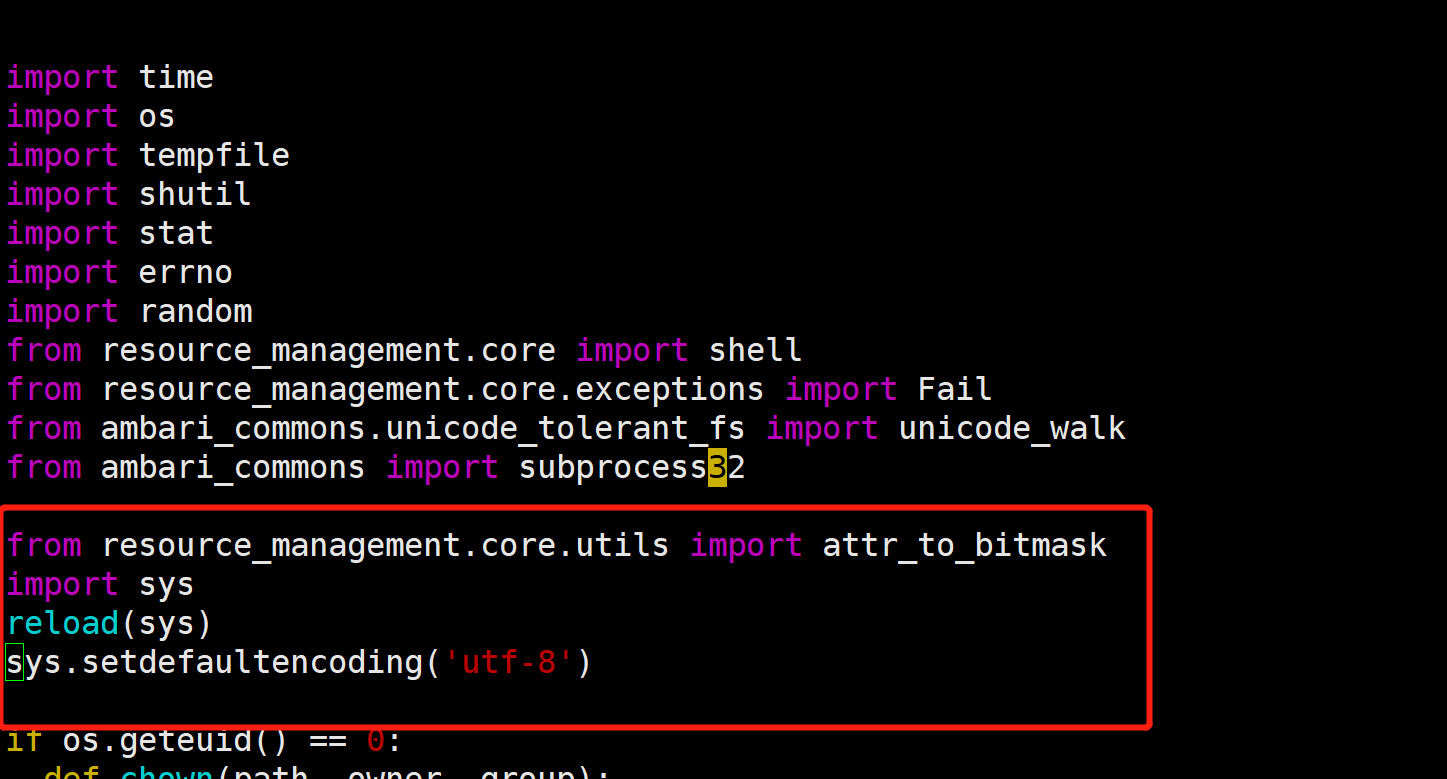 import time
import os
import tempfile
import shutil
import stat
import errno
import random
from resource_management.core import shell
from resource_management.core.exceptions import Fail
from ambari_commons.unicode_tolerant_fs import unicode_walk
from ambari_commons import subprocess32
from resource_management.core.utils import attr_to_bitmask
import sys
reload(sys)
sys.setdefaultencoding('utf-8')
if os.geteuid() == 0:
def chown(path, owner, group):